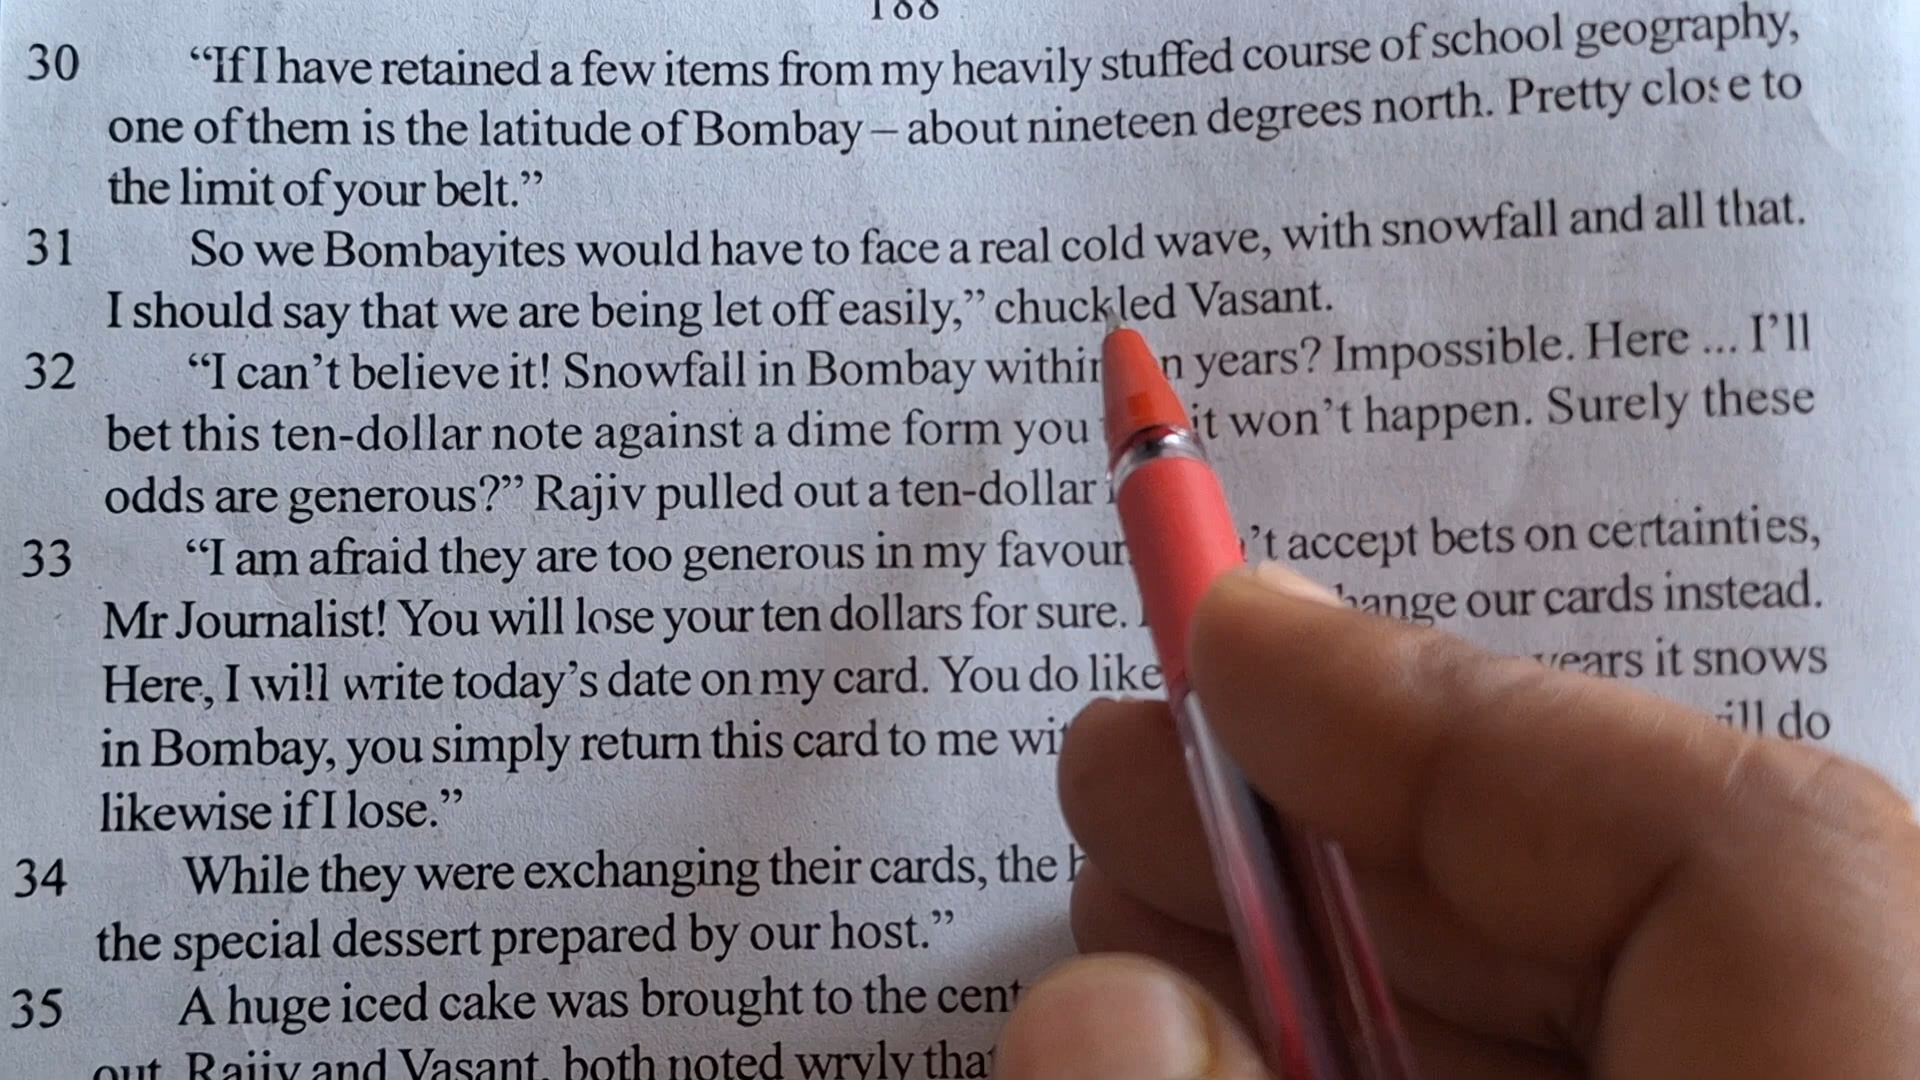 30 “If I have retained a few items from my heavily stuffed course of school geography,
one of them is the latitude of Bombay – about nineteen degrees north. Pretty close to
the limit of your belt.”
31 So we Bombayites would have to face a real cold wave, with snowfall and all that.
I should say that we are being let off easily,” chuckled Vasant.
32 “I can’t believe it! Snowfall in Bombay within years? Impossible. Here ... I’ll
bet this ten-dollar note against a dime form you it won’t happen. Surely these
odds are generous?” Rajiv pulled out a ten-dollar
33 “I am afraid they are too generous in my favour accept bets on certainties,
Mr Journalist! You will lose your ten dollars for sure. our cards instead.
Here, I will write today’s date on my card. You do like years it snows
in Bombay, you simply return this card to me do
likewise if I lose.”
34 While they were exchanging their cards, the
the special dessert prepared by our host.”
35 A huge iced cake was brought to the
out. Rajiv and Vasant, both noted wryly